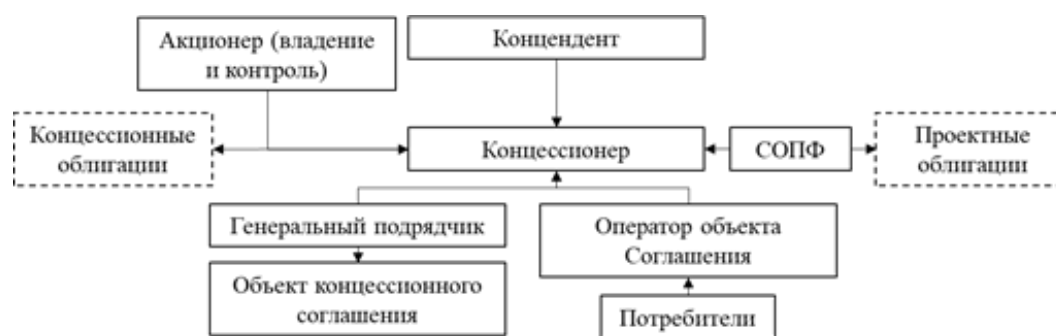 Акционер (владение
и контроль)
Концендент
Концессионные
облигации
Концессионер
СОПФ
Проектные
облигации
Генеральный подрядчик
Оператор объекта
Соглашения
Объект концессионного
соглашения
Потребители